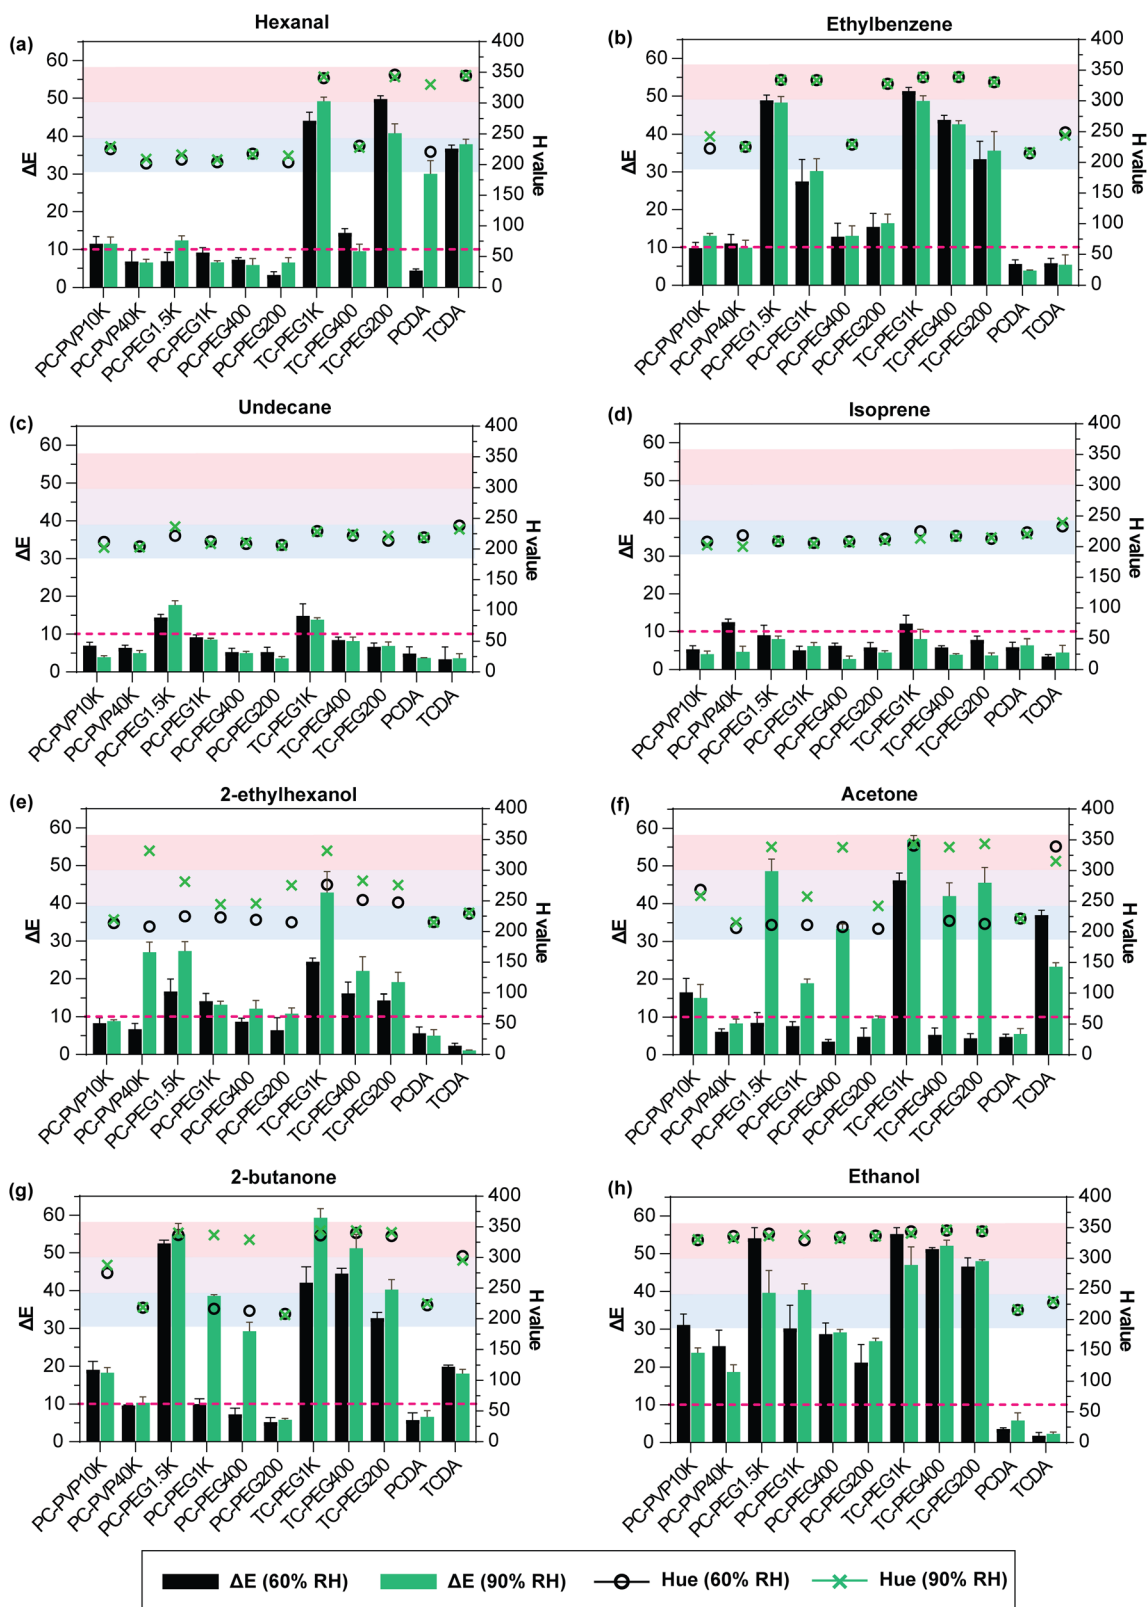 Hexanal
(a)
60
50
40
30
20
10
0
ΔE
400
350
300
250
200
150
100
50
0
H value
PC-PVP10K
PC-PVP40K
PC-PEG1.5K
PC-PEG1K
PC-PEG400
PC-PEG200
TC-PEG1K
TC-PEG400
TC-PEG200
PCDA
TCDA
Ethylbenzene
(b)
60
50
40
30
20
10
0
ΔE
400
350
300
250
200
150
100
50
0
H value
PC-PVP10K
PC-PVP40K
PC-PEG1.5K
PC-PEG1K
PC-PEG400
PC-PEG200
TC-PEG1K
TC-PEG400
TC-PEG200
PCDA
TCDA
Undecane
(c)
60
50
40
30
20
10
0
ΔE
400
350
300
250
200
150
100
50
0
H value
PC-PVP10K
PC-PVP40K
PC-PEG1.5K
PC-PEG1K
PC-PEG400
PC-PEG200
TC-PEG1K
TC-PEG400
TC-PEG200
PCDA
TCDA
Isoprene
(d)
60
50
40
30
20
10
0
ΔE
400
350
300
250
200
150
100
50
0
H value
PC-PVP10K
PC-PVP40K
PC-PEG1.5K
PC-PEG1K
PC-PEG400
PC-PEG200
TC-PEG1K
TC-PEG400
TC-PEG200
PCDA
TCDA
2-ethylhexanol
(e)
60
50
40
30
20
10
0
ΔE
400
350
300
250
200
150
100
50
0
H value
PC-PVP10K
PC-PVP40K
PC-PEG1.5K
PC-PEG1K
PC-PEG400
PC-PEG200
TC-PEG1K
TC-PEG400
TC-PEG200
PCDA
TCDA
Acetone
(f)
60
50
40
30
20
10
0
ΔE
400
350
300
250
200
150
100
50
0
H value
PC-PVP10K
PC-PVP40K
PC-PEG1.5K
PC-PEG1K
PC-PEG400
PC-PEG200
TC-PEG1K
TC-PEG400
TC-PEG200
PCDA
TCDA
2-butanone
(g)
60
50
40
30
20
10
0
ΔE
400
350
300
250
200
150
100
50
0
H value
PC-PVP10K
PC-PVP40K
PC-PEG1.5K
PC-PEG1K
PC-PEG400
PC-PEG200
TC-PEG1K
TC-PEG400
TC-PEG200
PCDA
TCDA
Ethanol
(h)
60
50
40
30
20
10
0
ΔE
400
350
300
250
200
150
100
50
0
H value
PC-PVP10K
PC-PVP40K
PC-PEG1.5K
PC-PEG1K
PC-PEG400
PC-PEG200
TC-PEG1K
TC-PEG400
TC-PEG200
PCDA
TCDA
ΔE (60% RH) ΔE (90% RH) Hue (60% RH) Hue (90% RH)